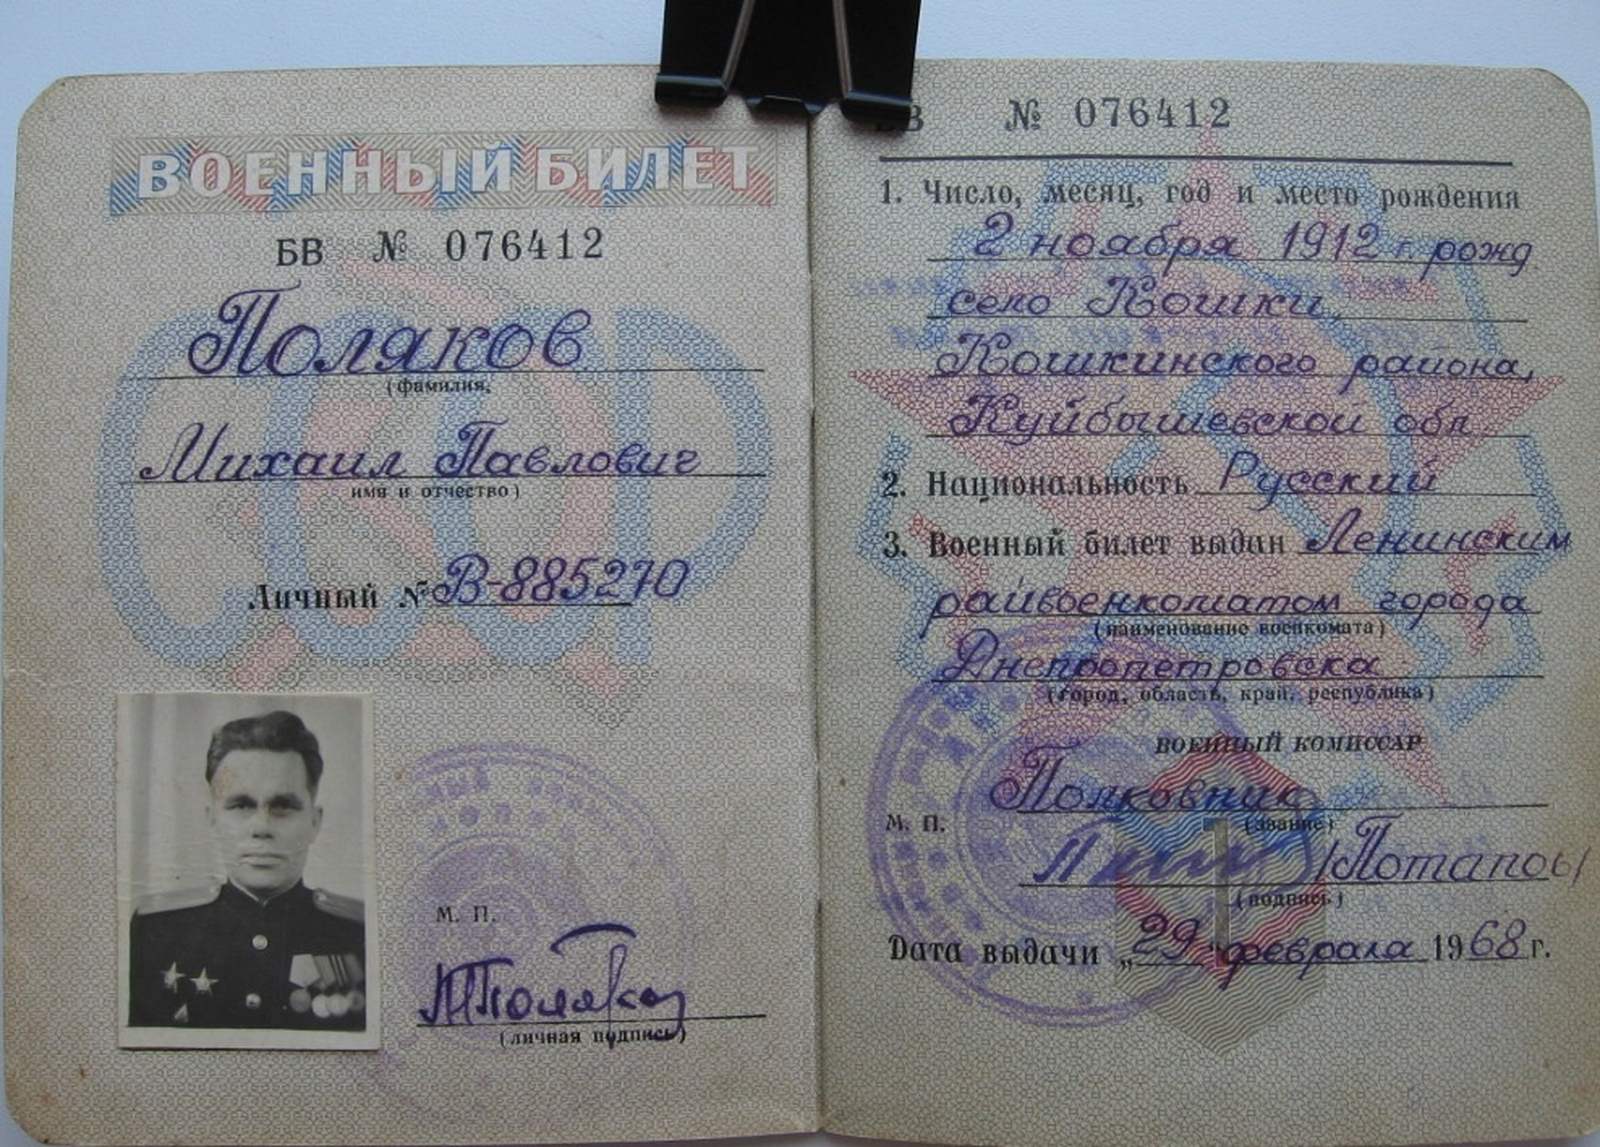 ВОЕННЫЙ БИЛЕТ
БВ № 076412
Поляков
(фамилия,
Михаил Павлович
имя и отчество)
Личный № В-885270
М. П.
МПоляков
(личная подпись)
БВ № 076412
1. Число, месяц, год и место рождения
2 ноября 1912 г. рожд
село Кошки,
Кошкинского района,
Куйбышевской обл
2. Национальность Русский
3. Военный билет выдан Ленинским
райвоенкоматом города
(наименование военкомата)
Днепропетровска
(город, область, край, республика)
ВОЕННЫЙ КОМИССАР
Полковник
М. П.
(звание)
/Потапов/
(подпись)
Дата выдачи „29" февраля 1968 г.